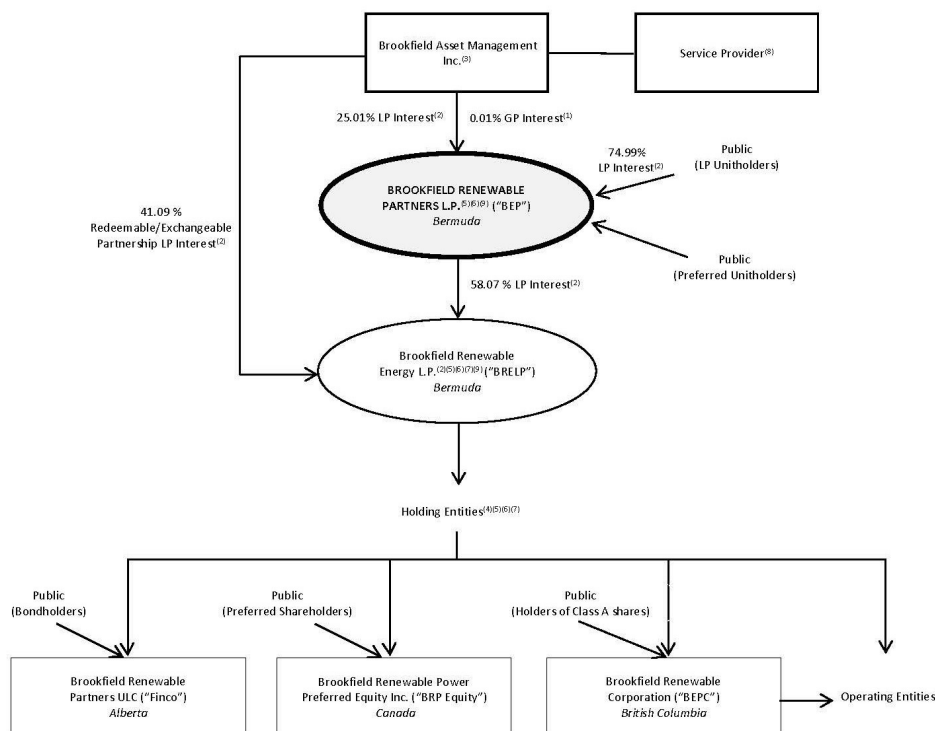 Brookfield Asset Management
Inc.(3)
Service Provider(8)
25.01% LP Interest(2)
0.01% GP Interest(1)
74.99%
LP Interest(2)
Public
(LP Unitholders)
BROOKFIELD RENEWABLE
PARTNERS L.P.(5)(6)(9) ("BEP")
Bermuda
41.09 %
Redeemable/Exchangeable
Partnership LP Interest(2)
Public
(Preferred Unitholders)
58.07 % LP Interest(2)
Brookfield Renewable
Energy L.P.(2)(5)(6)(7)(9) ("BRELP")
Bermuda
Holding Entities(4)(5)(6)(7)
Public
(Bondholders)
Public
(Preferred Shareholders)
Public
(Holders of Class A shares)
Brookfield Renewable
Partners ULC ("Finco")
Alberta
Brookfield Renewable Power
Preferred Equity Inc. ("BRP Equity")
Canada
Brookfield Renewable
Corporation ("BEPC")
British Columbia
Operating Entities